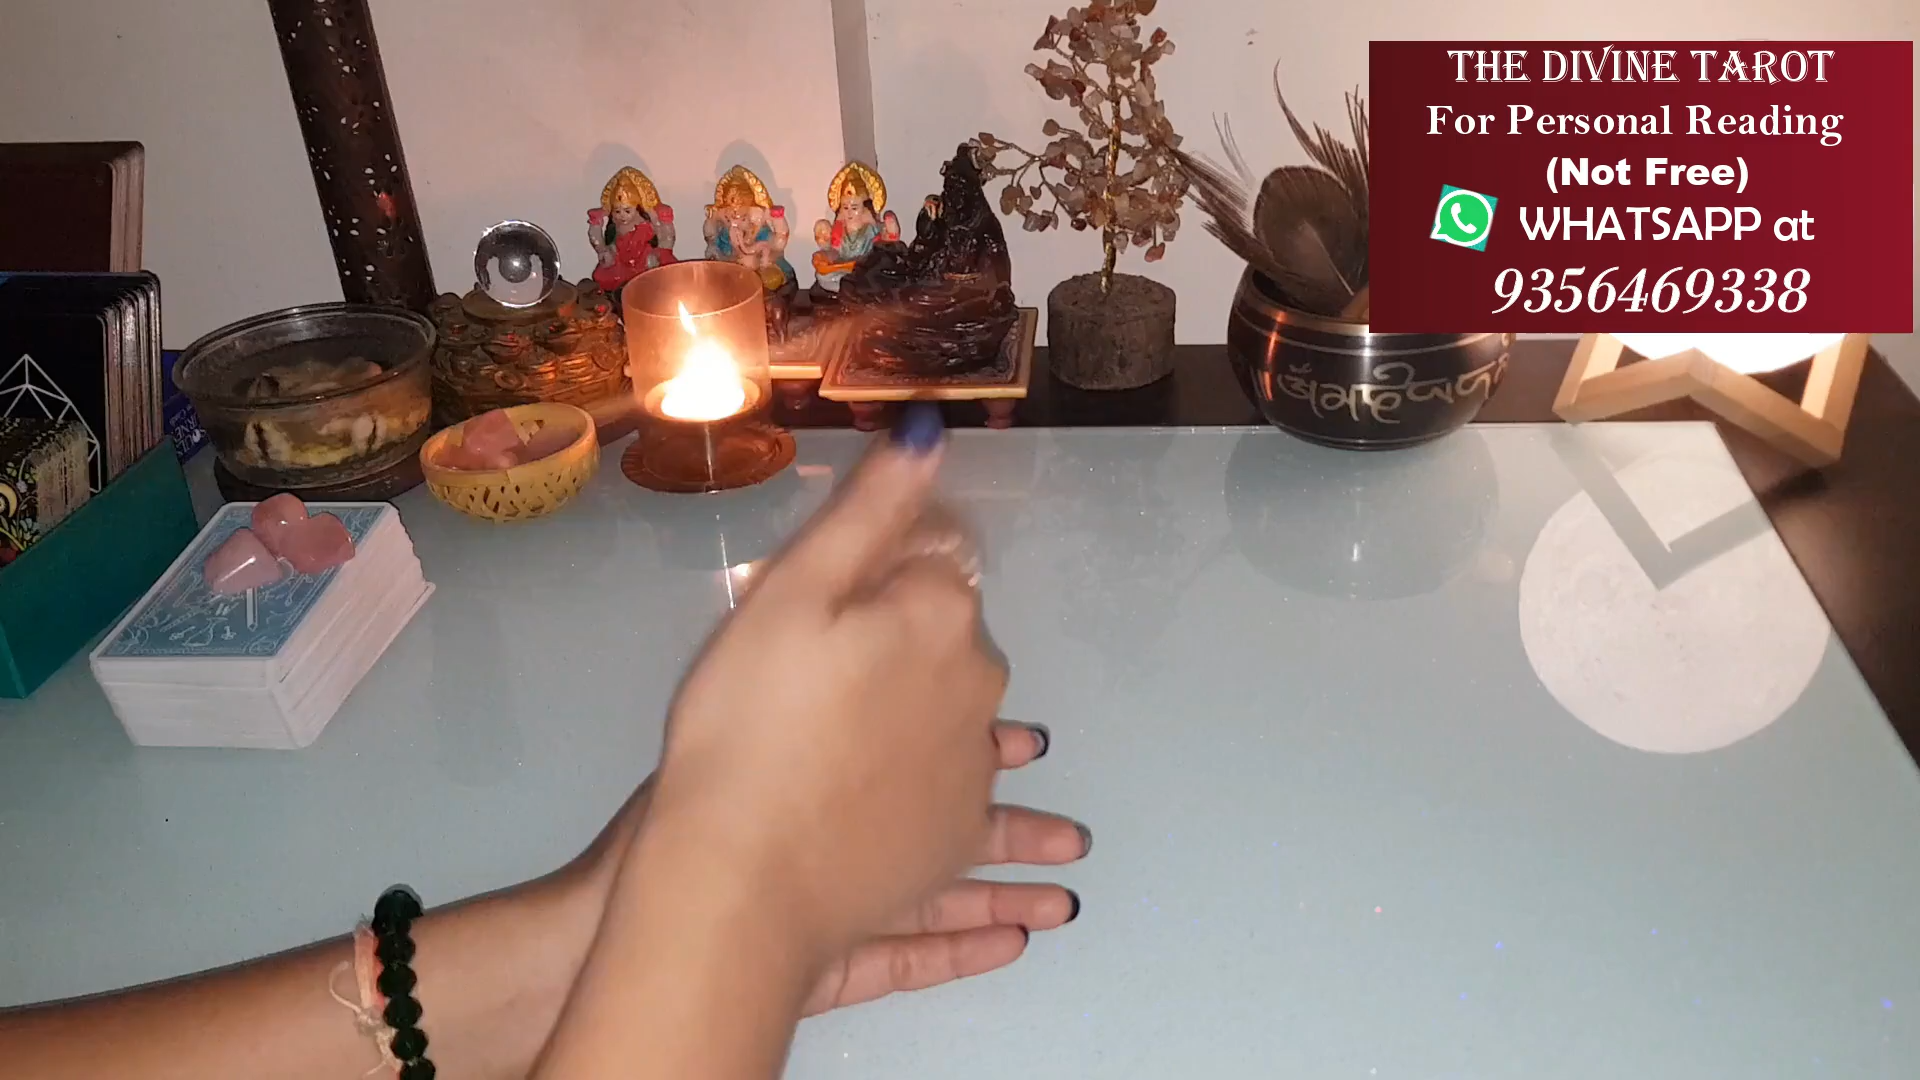 THE DIVINE TAROT
For Personal Reading
(Not Free)
WHATSAPP at
9356469338